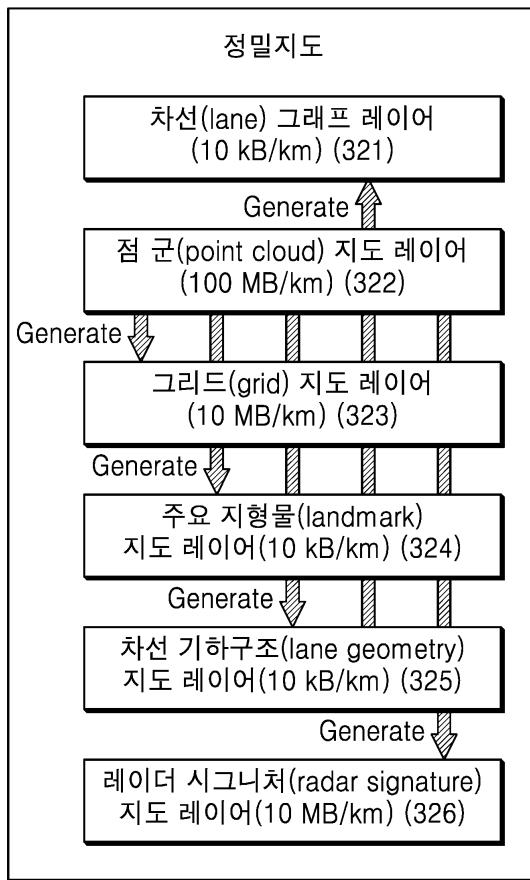 정밀지도
차선(lane) 그래프 레이어
(10 kB/km) (321)
Generate
점 군(point cloud) 지도 레이어
(100 MB/km) (322)
Generate
그리드(grid) 지도 레이어
(10 MB/km) (323)
Generate
주요 지형물(landmark)
지도 레이어(10 kB/km) (324)
Generate
차선 기하구조(lane geometry)
지도 레이어(10 kB/km) (325)
Generate
레이더 시그니처(radar signature)
지도 레이어(10 MB/km) (326)